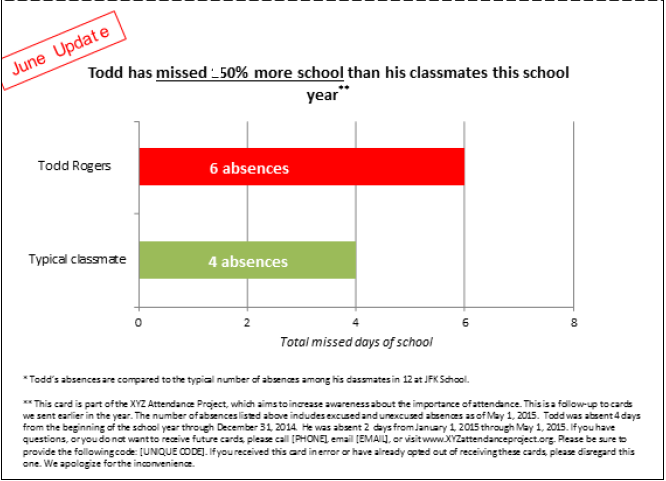 June Update
Todd has missed 50% more school than his classmates this school
year**
Todd Rogers
6 absences
Typical classmate
4 absences
0 2 4 6 8
Total missed days of school
* Todd's absences are compared to the typical number of absences among his classmates in 12 at JFK School.
** This card is part of the XYZ Attendance Project, which aims to increase awareness about the importance of attendance. This is a follow-up to cards
we sent earlier in the year. The number of absences listed above includes excused and unexcused absences as of May 1, 2015. Todd was absent 4 days
from the beginning of the school year through December 31, 2014. He was absent 2 days from January 1, 2015 through May 1, 2015. If you have
questions, or you do not want to receive future cards, please call [PHONE], email [EMAIL], or visit www.XYZattendanceproject.org. Please be sure to
provide the following code: [UNIQUE CODE]. If you received this card in error or have already opted out of receiving these cards, please disregard this
one. We apologize for the inconvenience.